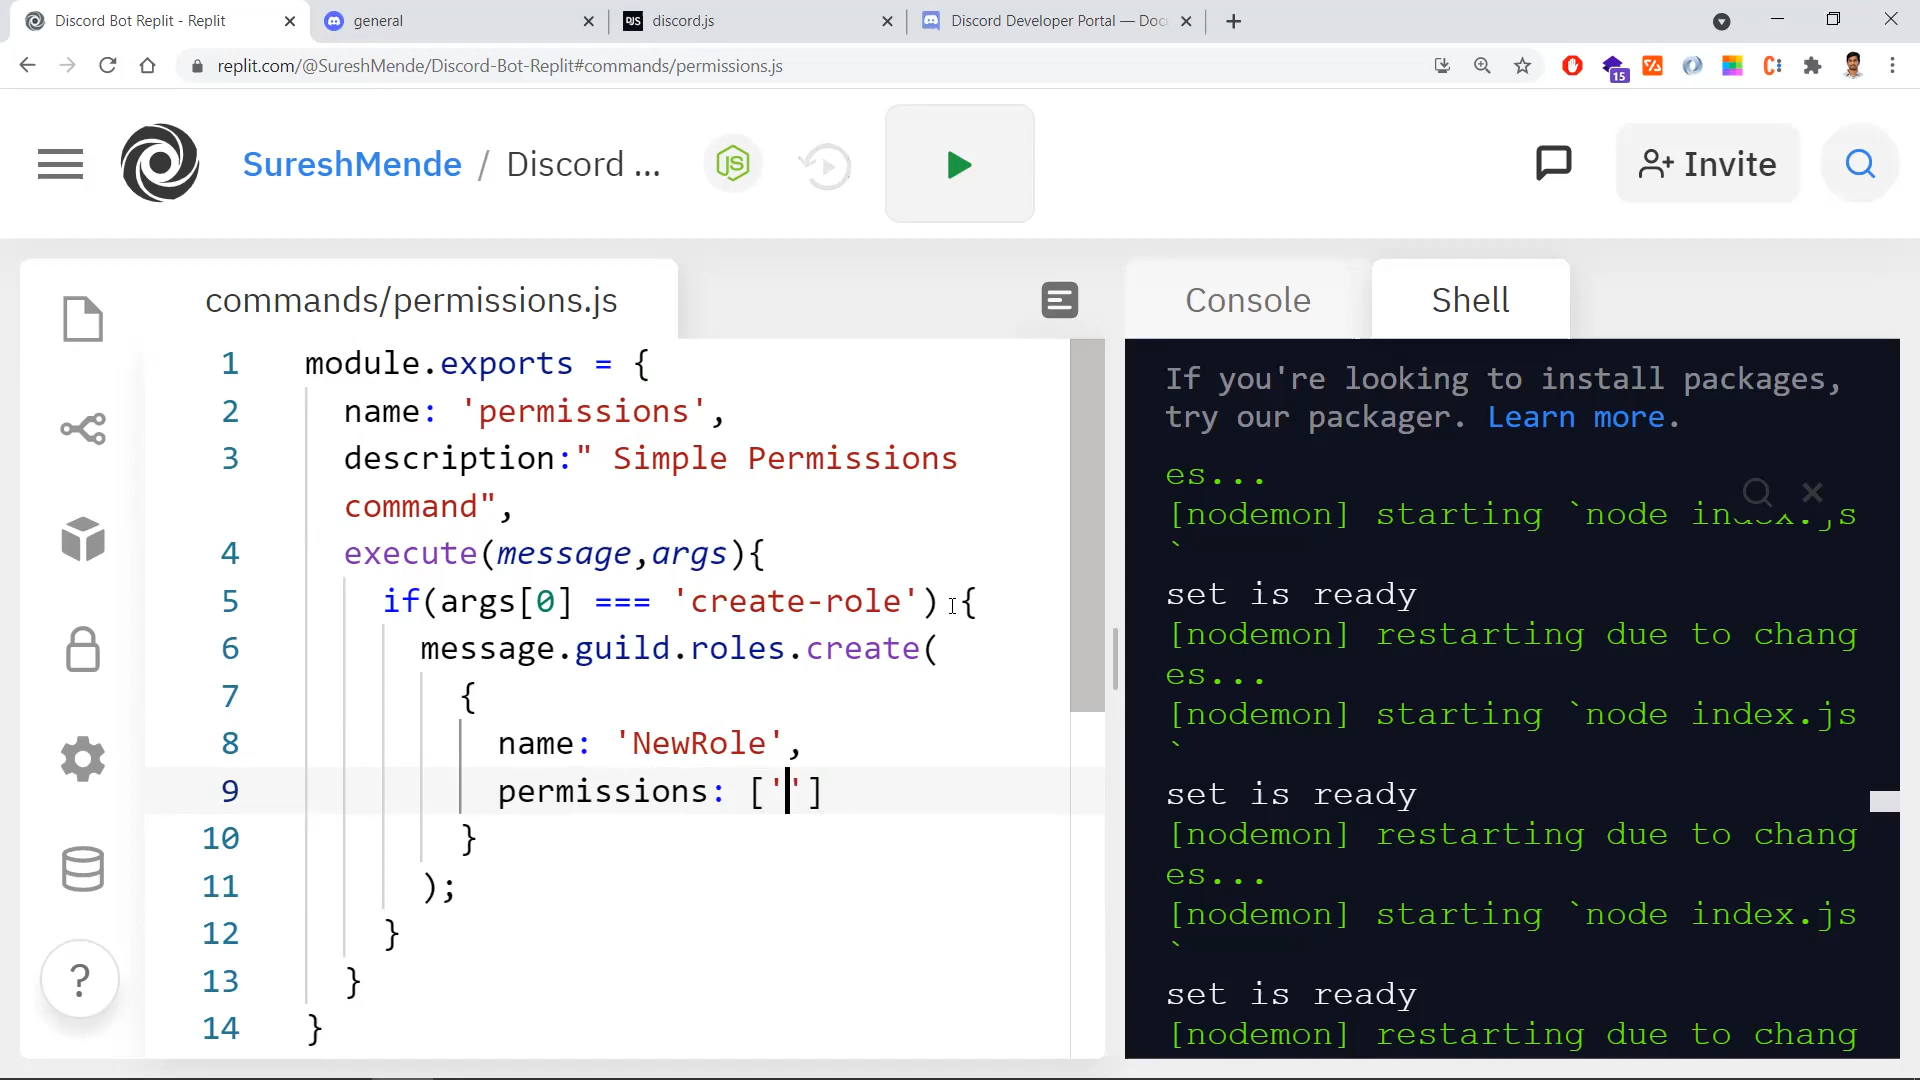 Discord Bot Replit - Replit
general
discord.js
Discord Developer Portal — Doc
replit.com/@SureshMende/Discord-Bot-Replit#commands/permissions.js
15
SureshMende / Discord ...
JS
Invite
commands/permissions.js
1 module.exports = {
2 name: 'permissions',
3 description:" Simple Permissions
command",
4 execute(message,args){
5 if(args[0] === 'create-role') {
6 message.guild.roles.create(
7 {
8 name: 'NewRole',
9 permissions: ['']
10 }
11 );
12 }
13 }
14 }
Console
Shell
If you're looking to install packages,
try our packager. Learn more.
es...
[nodemon] starting `node index.js
`
set is ready
[nodemon] restarting due to chang
es...
[nodemon] starting `node index.js
`
set is ready
[nodemon] restarting due to chang
es...
[nodemon] starting `node index.js
`
set is ready
[nodemon] restarting due to chang
?